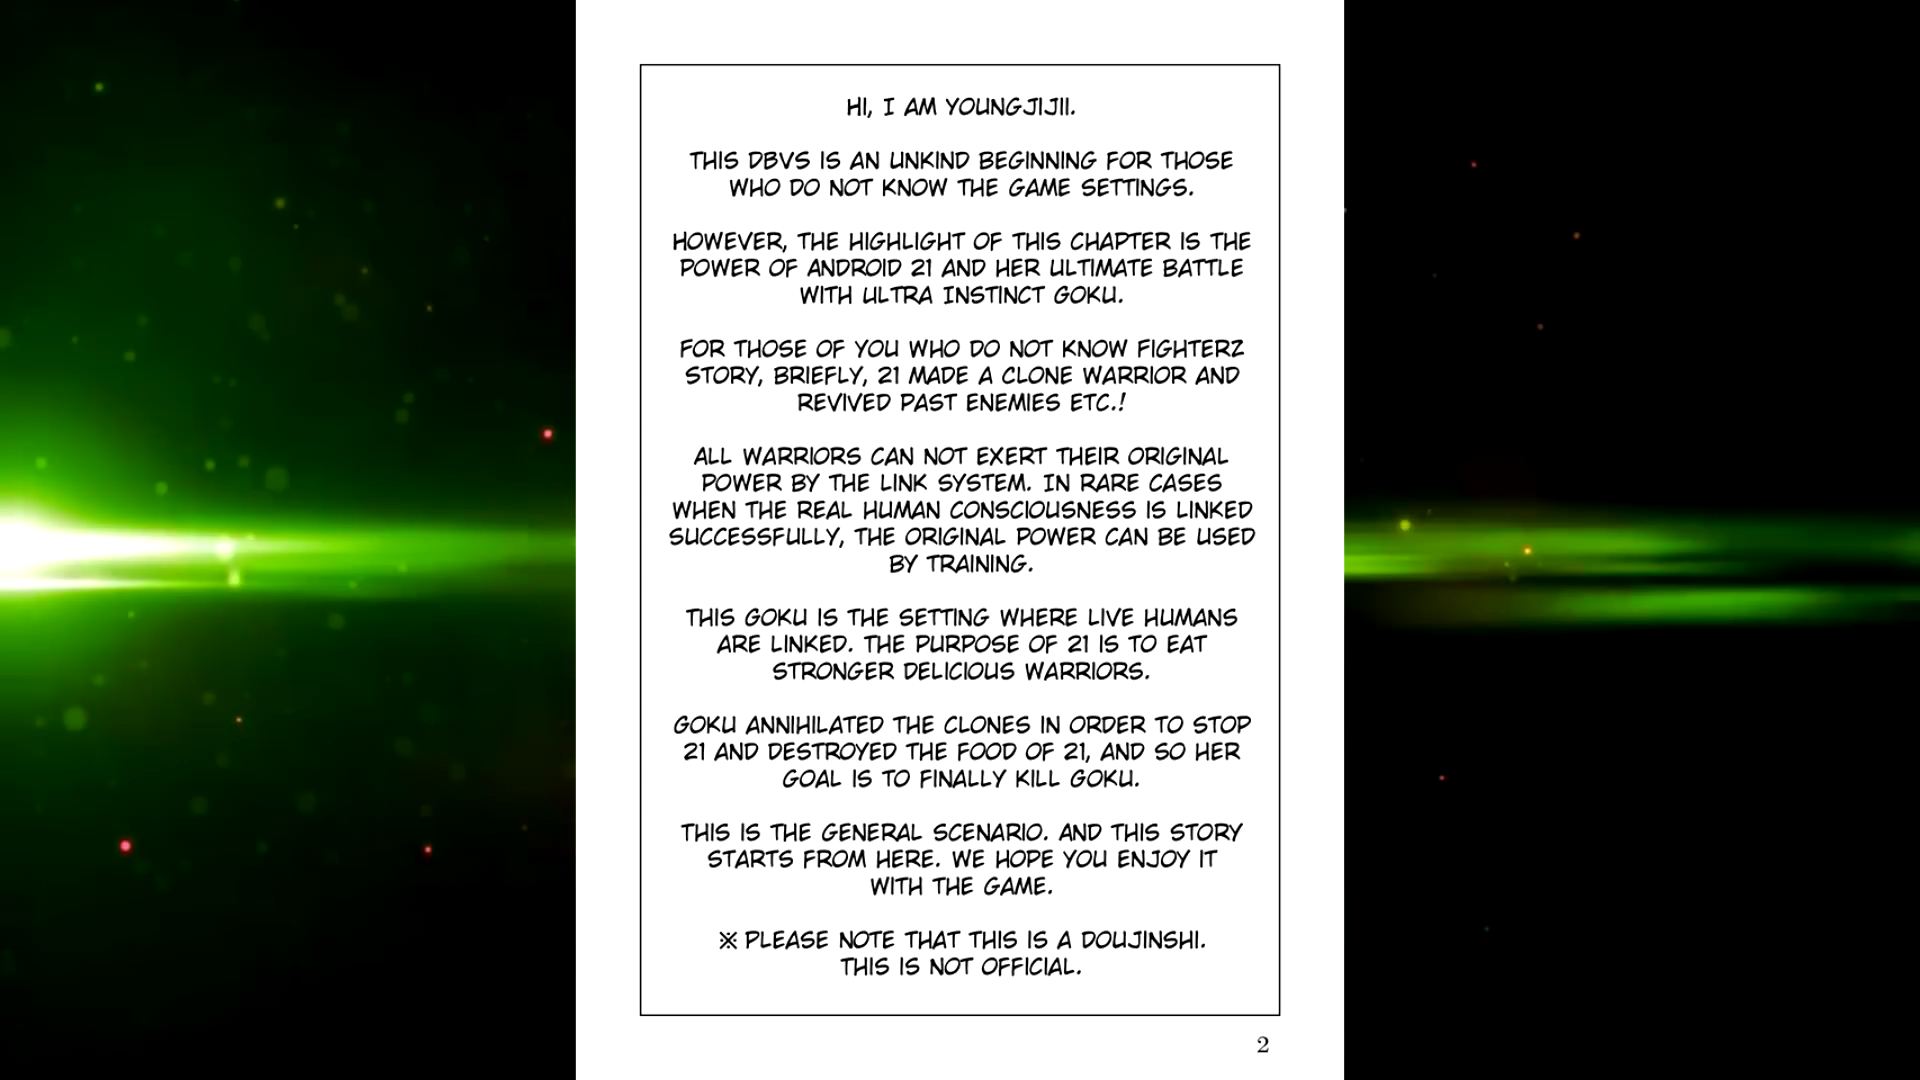 HI, I AM YOUNGJIJII.
THIS DBVS IS AN UNKIND BEGINNING FOR THOSE
WHO DO NOT KNOW THE GAME SETTINGS.
HOWEVER, THE HIGHLIGHT OF THIS CHAPTER IS THE
POWER OF ANDROID 21 AND HER ULTIMATE BATTLE
WITH ULTRA INSTINCT GOKU.
FOR THOSE OF YOU WHO DO NOT KNOW FIGHTERZ
STORY, BRIEFLY, 21 MADE A CLONE WARRIOR AND
REVIVED PAST ENEMIES ETC.!
ALL WARRIORS CAN NOT EXERT THEIR ORIGINAL
POWER BY THE LINK SYSTEM. IN RARE CASES
WHEN THE REAL HUMAN CONSCIOUSNESS IS LINKED
SUCCESSFULLY, THE ORIGINAL POWER CAN BE USED
BY TRAINING.
THIS GOKU IS THE SETTING WHERE LIVE HUMANS
ARE LINKED. THE PURPOSE OF 21 IS TO EAT
STRONGER DELICIOUS WARRIORS.
GOKU ANNIHILATED THE CLONES IN ORDER TO STOP
21 AND DESTROYED THE FOOD OF 21, AND SO HER
GOAL IS TO FINALLY KILL GOKU.
THIS IS THE GENERAL SCENARIO. AND THIS STORY
STARTS FROM HERE. WE HOPE YOU ENJOY IT
WITH THE GAME.
※ PLEASE NOTE THAT THIS IS A DOUJINSHI.
THIS IS NOT OFFICIAL.
2